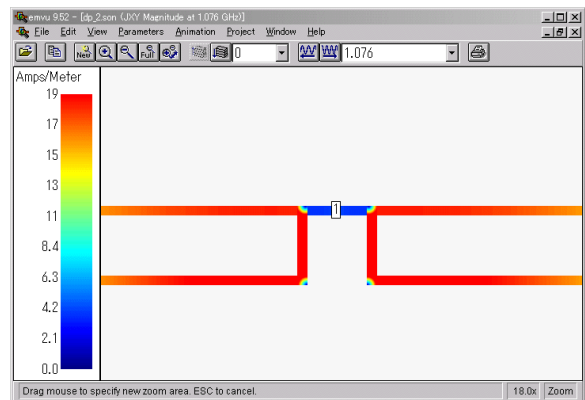 emvu 9.52 - [dp_2.son (JXY Magnitude at 1.076 GHz)]
File Edit View Parameters Animation Project Window Help
New Full 0 1.076
Amps/Meter
19
17
15
13
11
8.4
6.3
4.2
2.1
0.0
1
Drag mouse to specify new zoom area. ESC to cancel. 18.0x Zoom